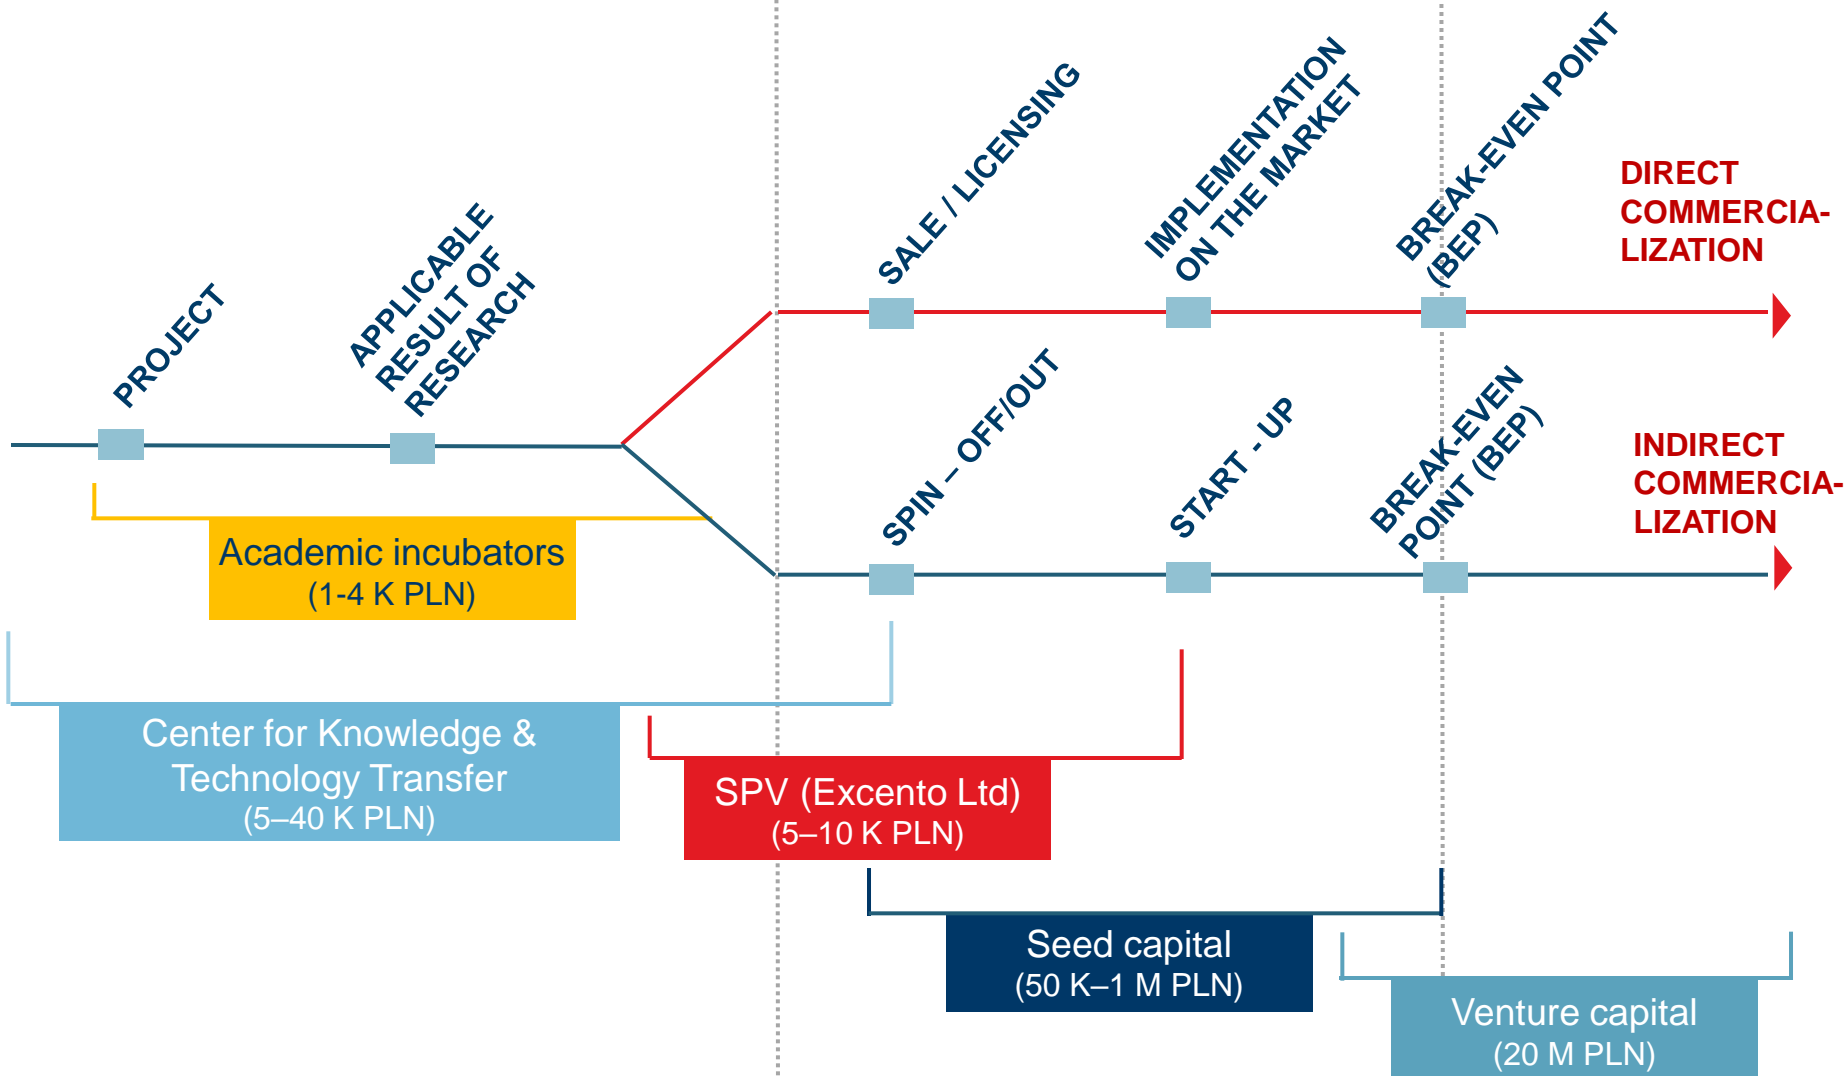 PROJECT
APPLICABLE
RESULT OF
RESEARCH
SALE / LICENSING
IMPLEMENTATION
ON THE MARKET
BREAK-EVEN POINT
(BEP)
DIRECT
COMMERCIA-
LIZATION
SPIN – OFF/OUT
START - UP
BREAK-EVEN
POINT (BEP)
INDIRECT
COMMERCIA-
LIZATION
Academic incubators
(1-4 K PLN)
Center for Knowledge &
Technology Transfer
(5–40 K PLN)
SPV (Excento Ltd)
(5–10 K PLN)
Seed capital
(50 K–1 M PLN)
Venture capital
(20 M PLN)